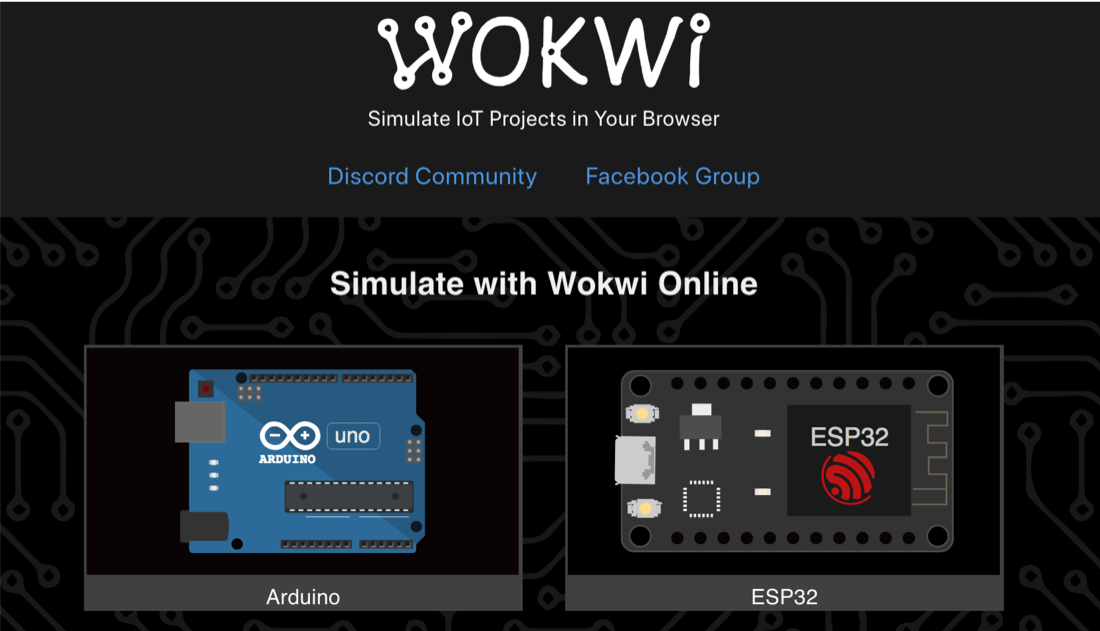 WOKWi
Simulate IoT Projects in Your Browser
Discord Community Facebook Group
Simulate with Wokwi Online
uno
ARDUINO
ESP32
Arduino
ESP32